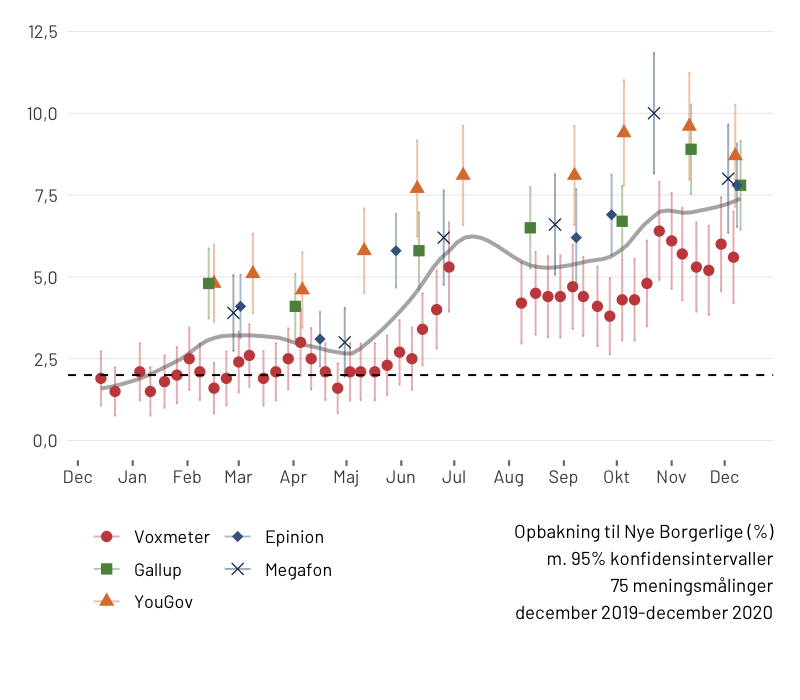 12,5
10,0
7,5
5,0
2,5
0,0
Dec Jan Feb Mar Apr Maj Jun Jul Aug Sep Okt Nov Dec
Voxmeter Epinion
Gallup Megafon
YouGov
Opbakning til Nye Borgerlige (%)
m. 95% konfidensintervaller
75 meningsmålinger
december 2019-december 2020